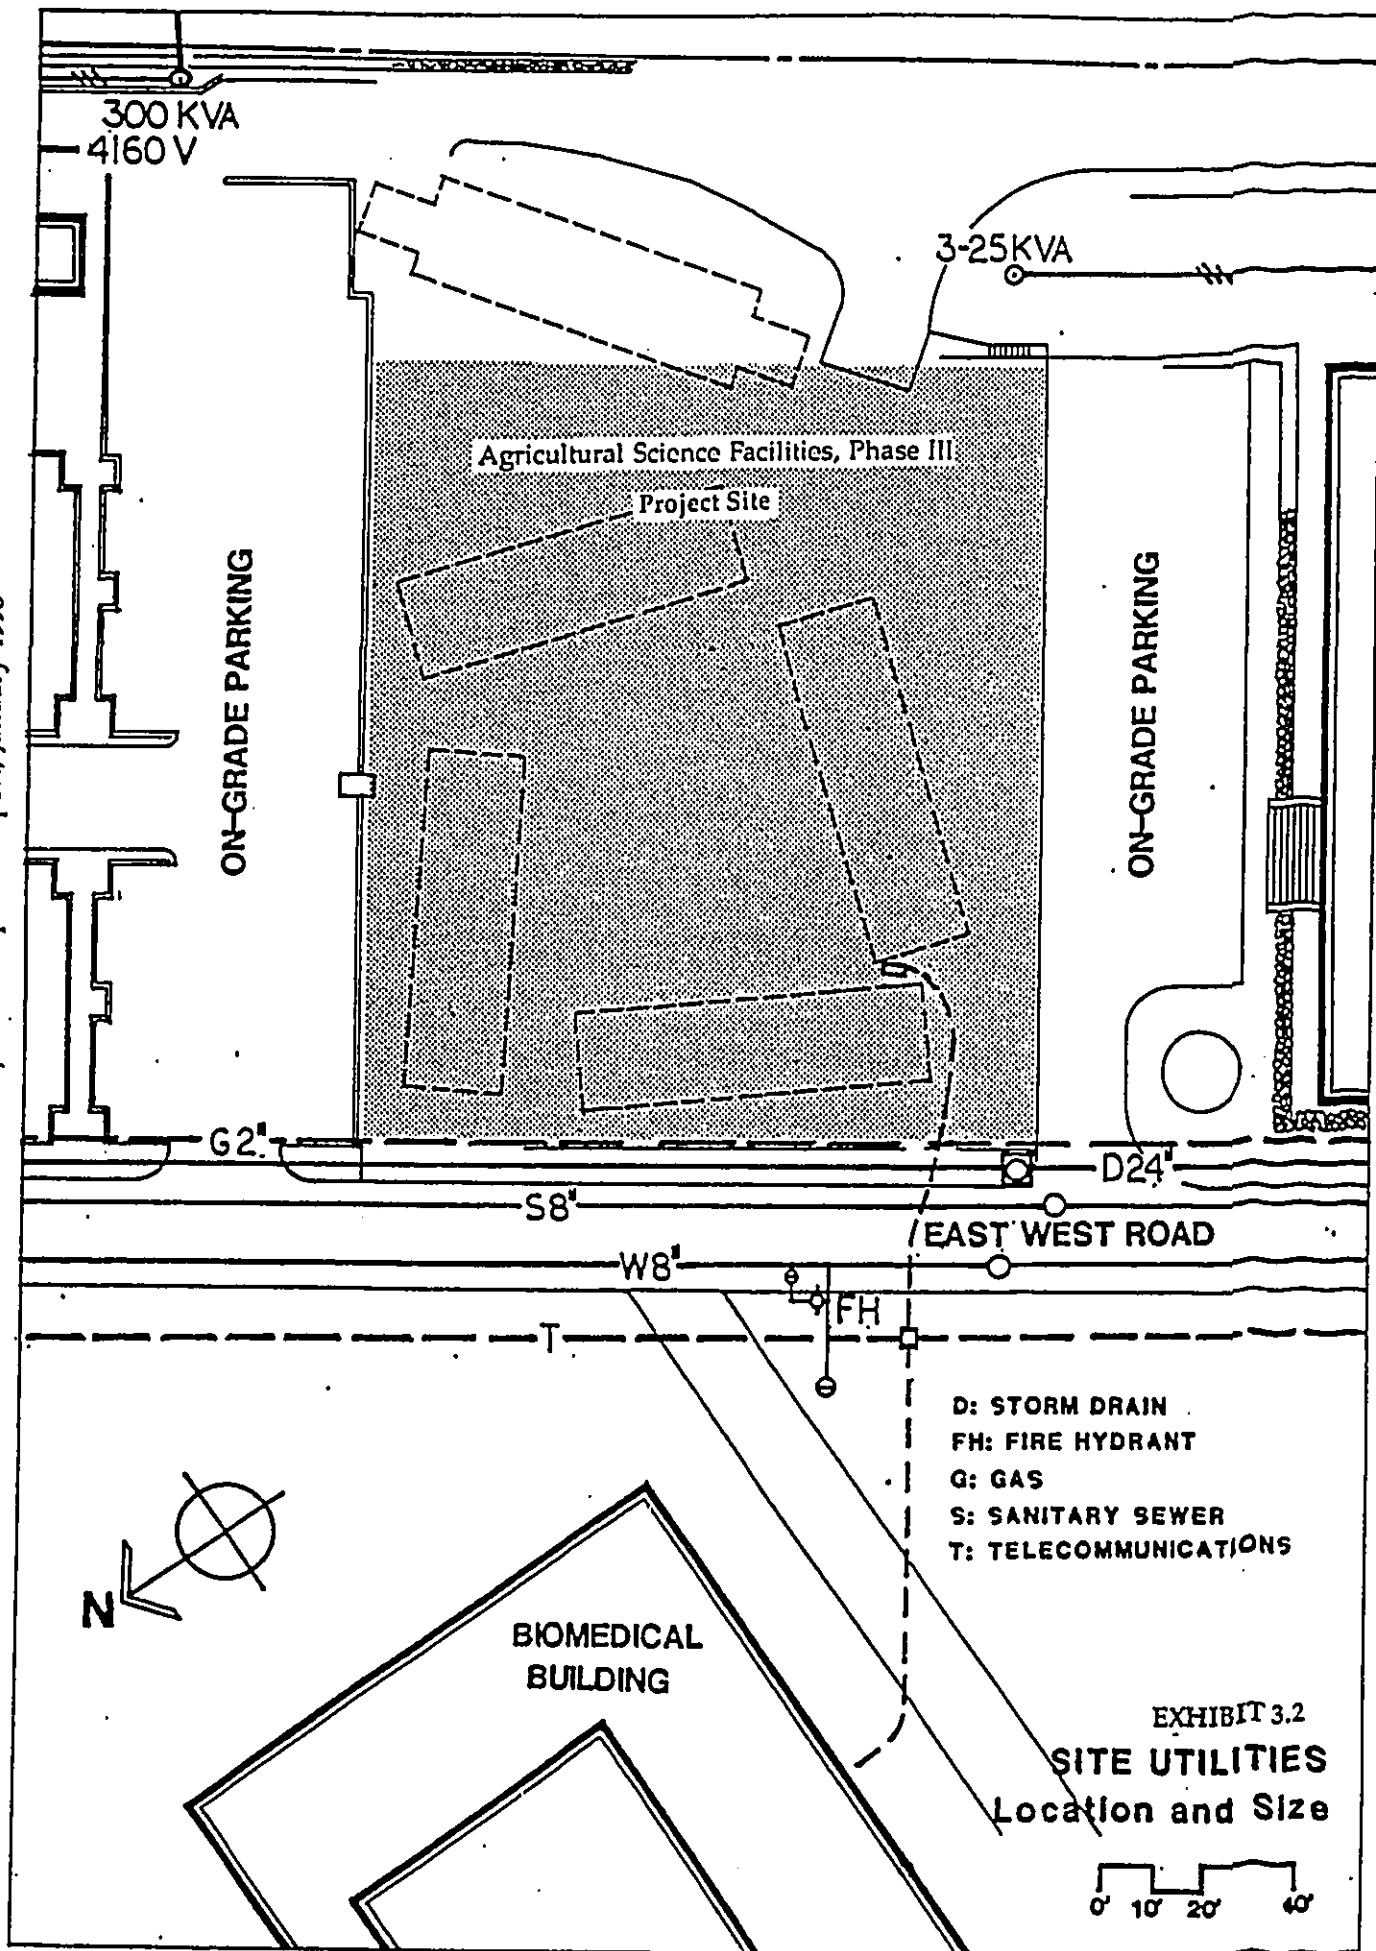 300 KVA
4160 V
3-25KVA
Agricultural Science Facilities, Phase III
Project Site
ON-GRADE PARKING
ON-GRADE PARKING
G2"
D24"
S8"
EAST WEST ROAD
W8"
FH
T
D: STORM DRAIN
FH: FIRE HYDRANT
G: GAS
S: SANITARY SEWER
T: TELECOMMUNICATIONS
N
BIOMEDICAL
BUILDING
EXHIBIT 3.2
SITE UTILITIES
Location and Size
0' 10' 20' 40'